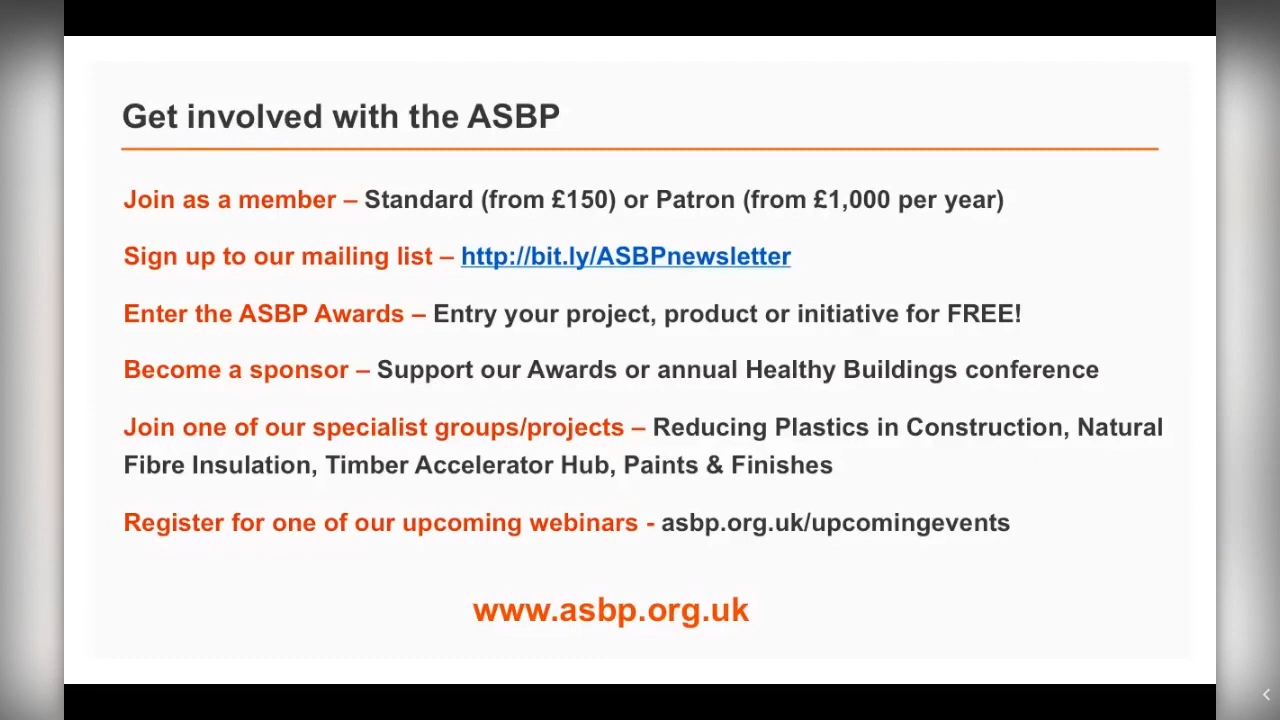 Get involved with the ASBP
Join as a member – Standard (from £150) or Patron (from £1,000 per year)
Sign up to our mailing list – http://bit.ly/ASBPnewsletter
Enter the ASBP Awards – Entry your project, product or initiative for FREE!
Become a sponsor – Support our Awards or annual Healthy Buildings conference
Join one of our specialist groups/projects – Reducing Plastics in Construction, Natural
Fibre Insulation, Timber Accelerator Hub, Paints & Finishes
Register for one of our upcoming webinars - asbp.org.uk/upcomingevents
www.asbp.org.uk